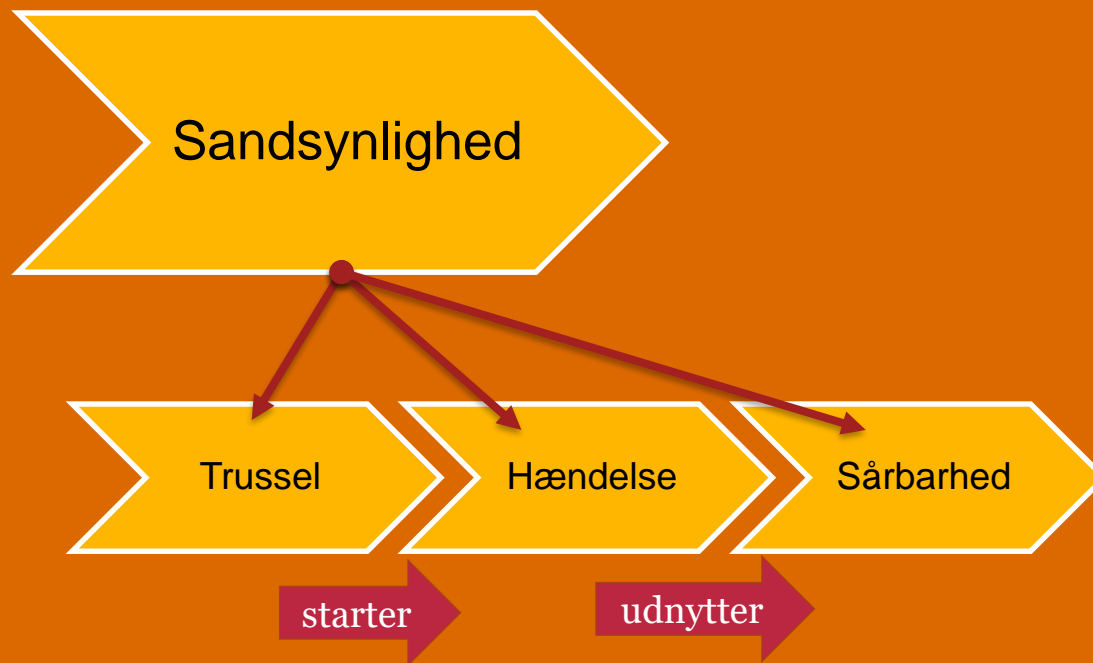 Sandsynlighed
Trussel
Hændelse
Sårbarhed
starter
udnytter